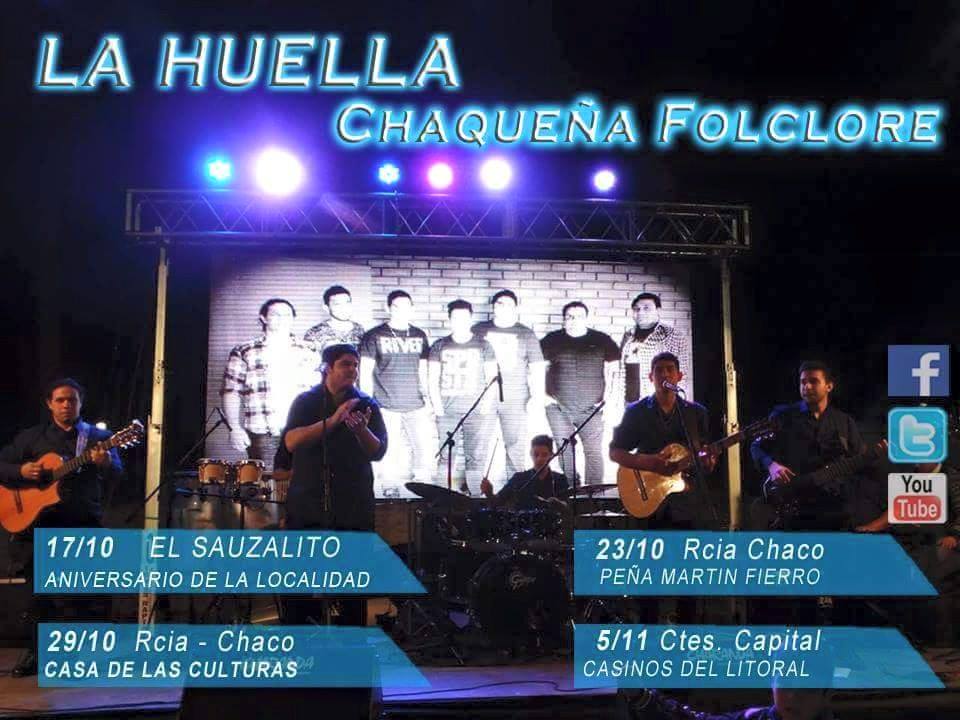 LA HUELLA
CHAQUEÑA FOLCLORE
RIVER
f
t
You
Tube
17/10 EL SAUZALITO
ANIVERSARIO DE LA LOCALIDAD
23/10 Rcia Chaco
PEÑA MARTIN FIERRO
29/10 Rcia - Chaco
CASA DE LAS CULTURAS
5/11 Ctes. Capital
CASINOS DEL LITORAL